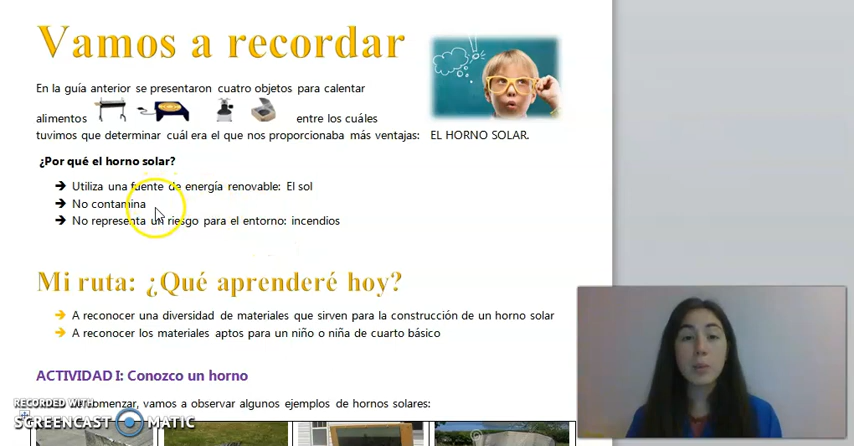 Vamos a recordar
En la guía anterior se presentaron cuatro objetos para calentar
alimentos entre los cuáles
tuvimos que determinar cuál era el que nos proporcionaba más ventajas: EL HORNO SOLAR.
¿Por qué el horno solar?
Utiliza una fuente de energía renovable: El sol
No contamina
No representa un riesgo para el entorno: incendios
Mi ruta: ¿Qué aprenderé hoy?
A reconocer una diversidad de materiales que sirven para la construcción de un horno solar
A reconocer los materiales aptos para un niño o niña de cuarto básico
ACTIVIDAD I: Conozco un horno
comenzar, vamos a observar algunos ejemplos de hornos solares:
RECORDED WITH
SCREENCAST MATIC